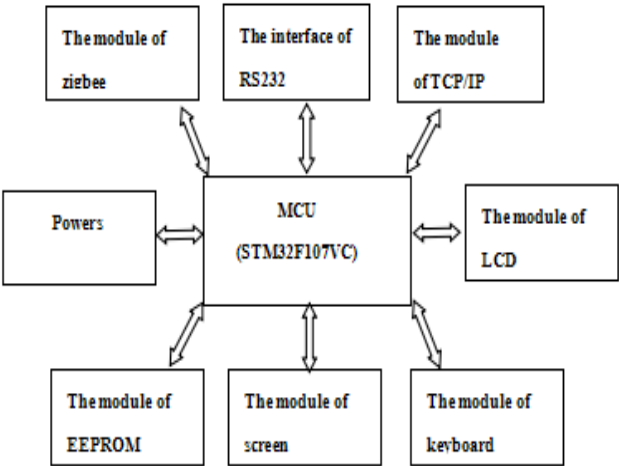 The module of
zigbee
The interface of
RS232
The module
of TCP/IP
Powers
MCU
(STM32F107VC)
The module of
LCD
The module of
EEPROM
The module of
screen
The module of
keyboard